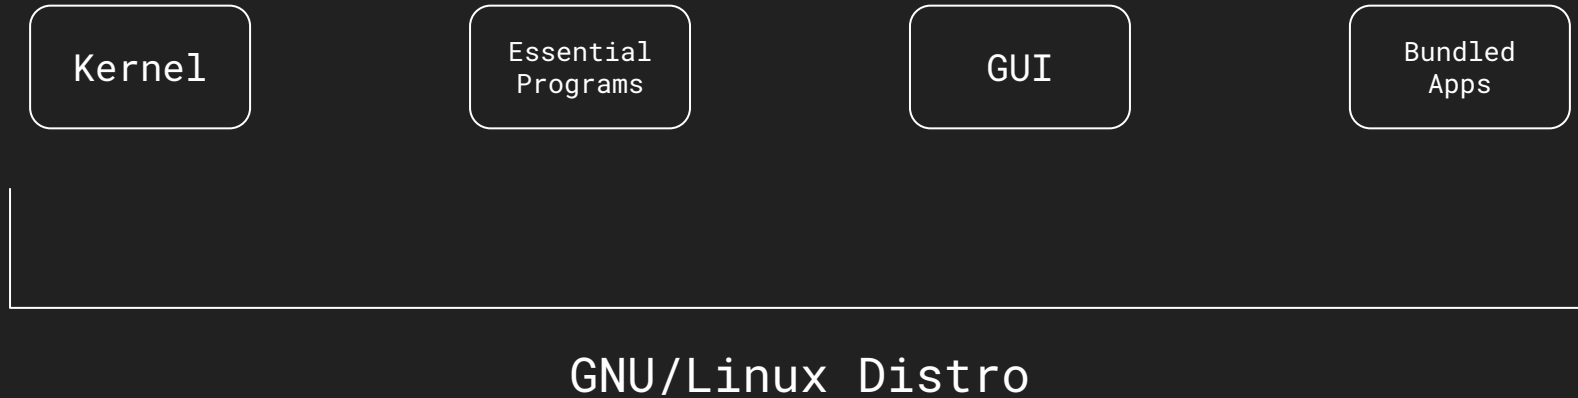 Kernel
Essential
Programs
GUI
Bundled
Apps
GNU/Linux Distro